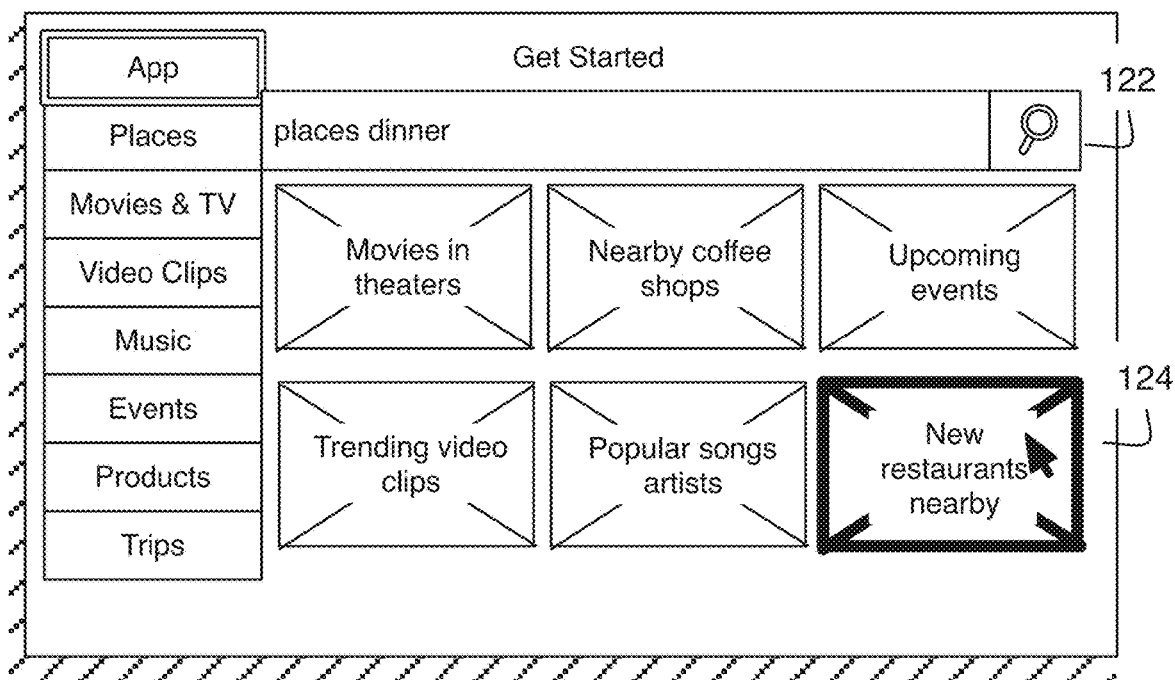 App
Get Started
122
Places
places dinner
Movies & TV
Video Clips
Music
Events
Products
Trips
Movies in
theaters
Nearby coffee
shops
Upcoming
events
124
Trending video
clips
Popular songs
artists
New
restaurants
nearby